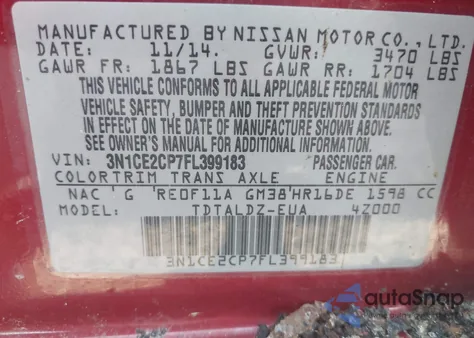 MANUFACTURED BY NISSAN MOTOR CO., LTD.
DATE: 11/14. GVWR: 3470 LBS
GAWR FR: 1867 LBS GAWR RR: 1704 LBS
THIS VEHICLE CONFORMS TO ALL APPLICABLE FEDERAL MOTOR
VEHICLE SAFETY, BUMPER AND THEFT PREVENTION STANDARDS
IN EFFECT ON THE DATE OF MANUFACTURE SHOWN ABOVE.
SEE OWNER'S MANUAL FOR ADDITIONAL INFORMATION.
VIN: 3N1CE2CP7FL399183 PASSENGER CAR.
COLOR TRIM TRANS AXLE ENGINE
NAC 'G 'RE0F11A GM38'HR16DE 1598 CC
MODEL: TDTALDZ-EUA 4Z000
3N1CE2CP7FL399183
autoSnap